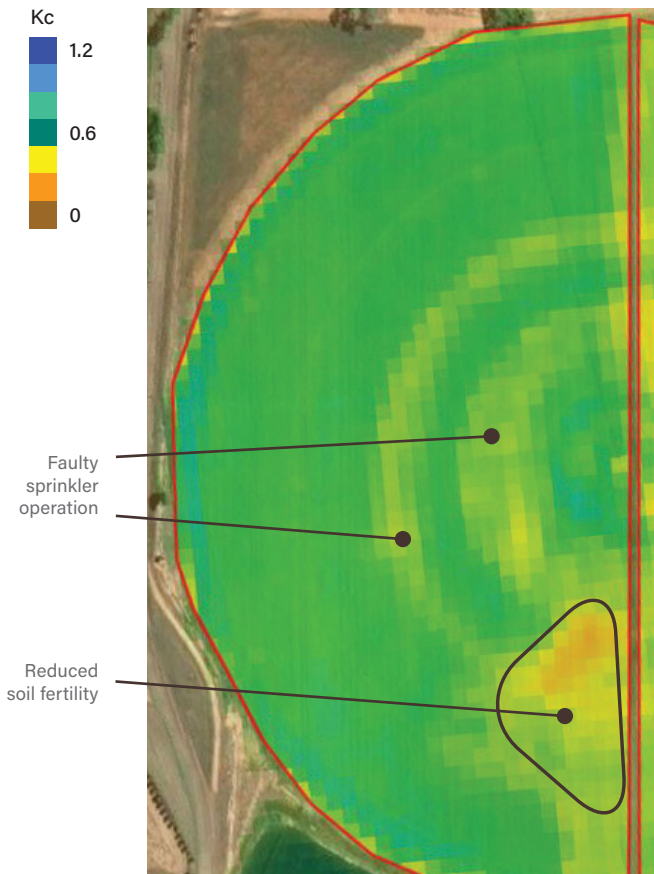 Kc
1.2
0.6
0
Faulty
sprinkler
operation
Reduced
soil fertility